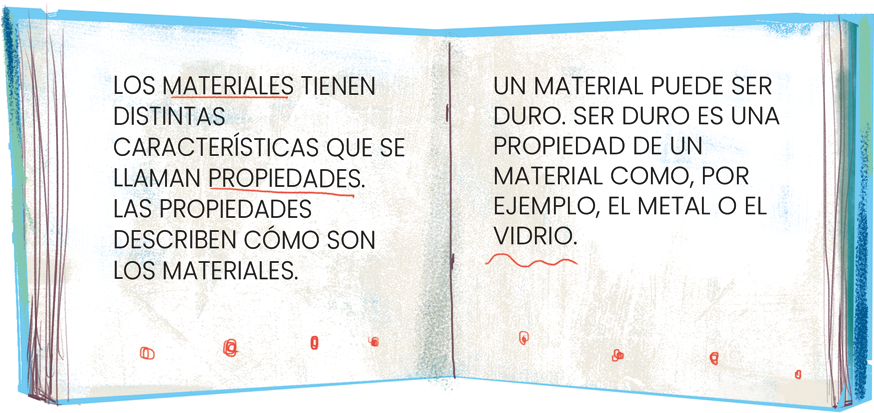 LOS MATERIALES TIENEN
DISTINTAS
CARACTERÍSTICAS QUE SE
LLAMAN PROPIEDADES.
LAS PROPIEDADES
DESCRIBEN CÓMO SON
LOS MATERIALES.
UN MATERIAL PUEDE SER
DURO. SER DURO ES UNA
PROPIEDAD DE UN
MATERIAL COMO, POR
EJEMPLO, EL METAL O EL
VIDRIO.